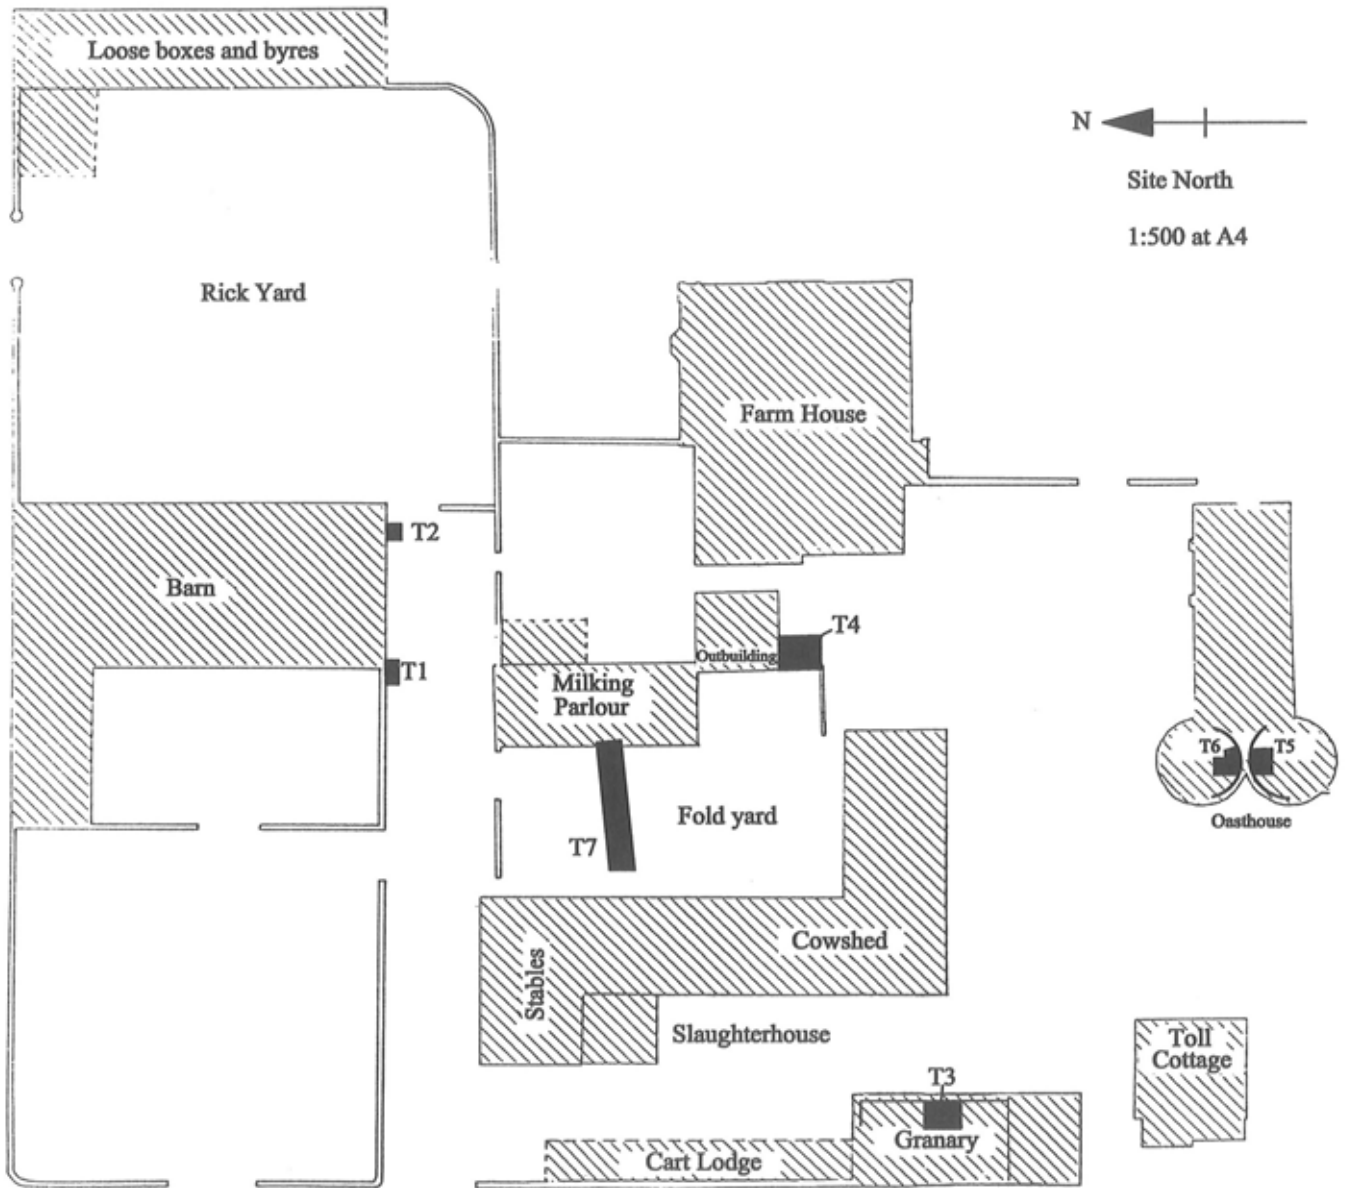 Loose boxes and byres
N
Site North
1:500 at A4
Rick Yard
Farm House
T2
Barn
T4
Outbuilding
T1
Milking
Parlour
T6
T5
Fold yard
Oasthouse
T7
Cowshed
Stables
Slaughterhouse
Toll
Cottage
T3
Granary
Cart Lodge